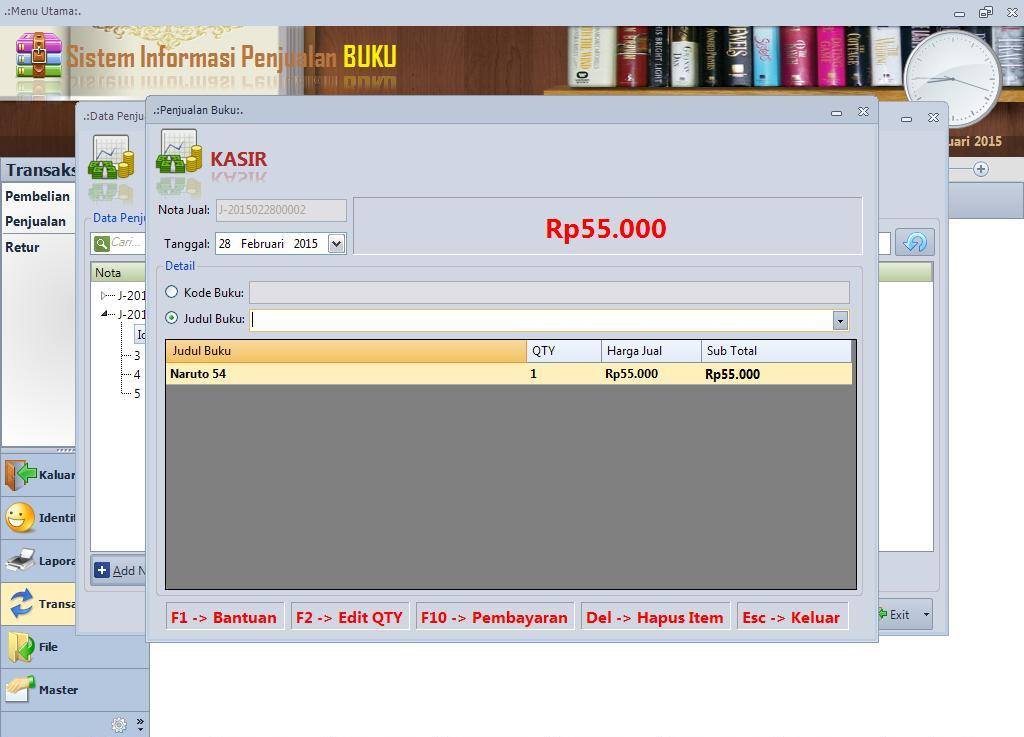 .:Menu Utama:.
Sistem Informasi Penjualan BUKU
uari 2015
.:Data Penju
.:Penjualan Buku:.
KASIR
Transaks
Pembelian
Penjualan
Retur
Data Penju
Cari...
Nota
J-201
J-201
3
4
5
Nota Jual: J-2015022800002
Rp55.000
Tanggal: 28 Februari 2015
Detail
Kode Buku:
Judul Buku:
Judul Buku QTY Harga Jual Sub Total
Naruto 54 1 Rp55.000 Rp55.000
F1 -> Bantuan F2 -> Edit QTY F10 -> Pembayaran Del -> Hapus Item Esc -> Keluar
Add N
Exit
Kaluar
Identit
Lapora
Transa
File
Master